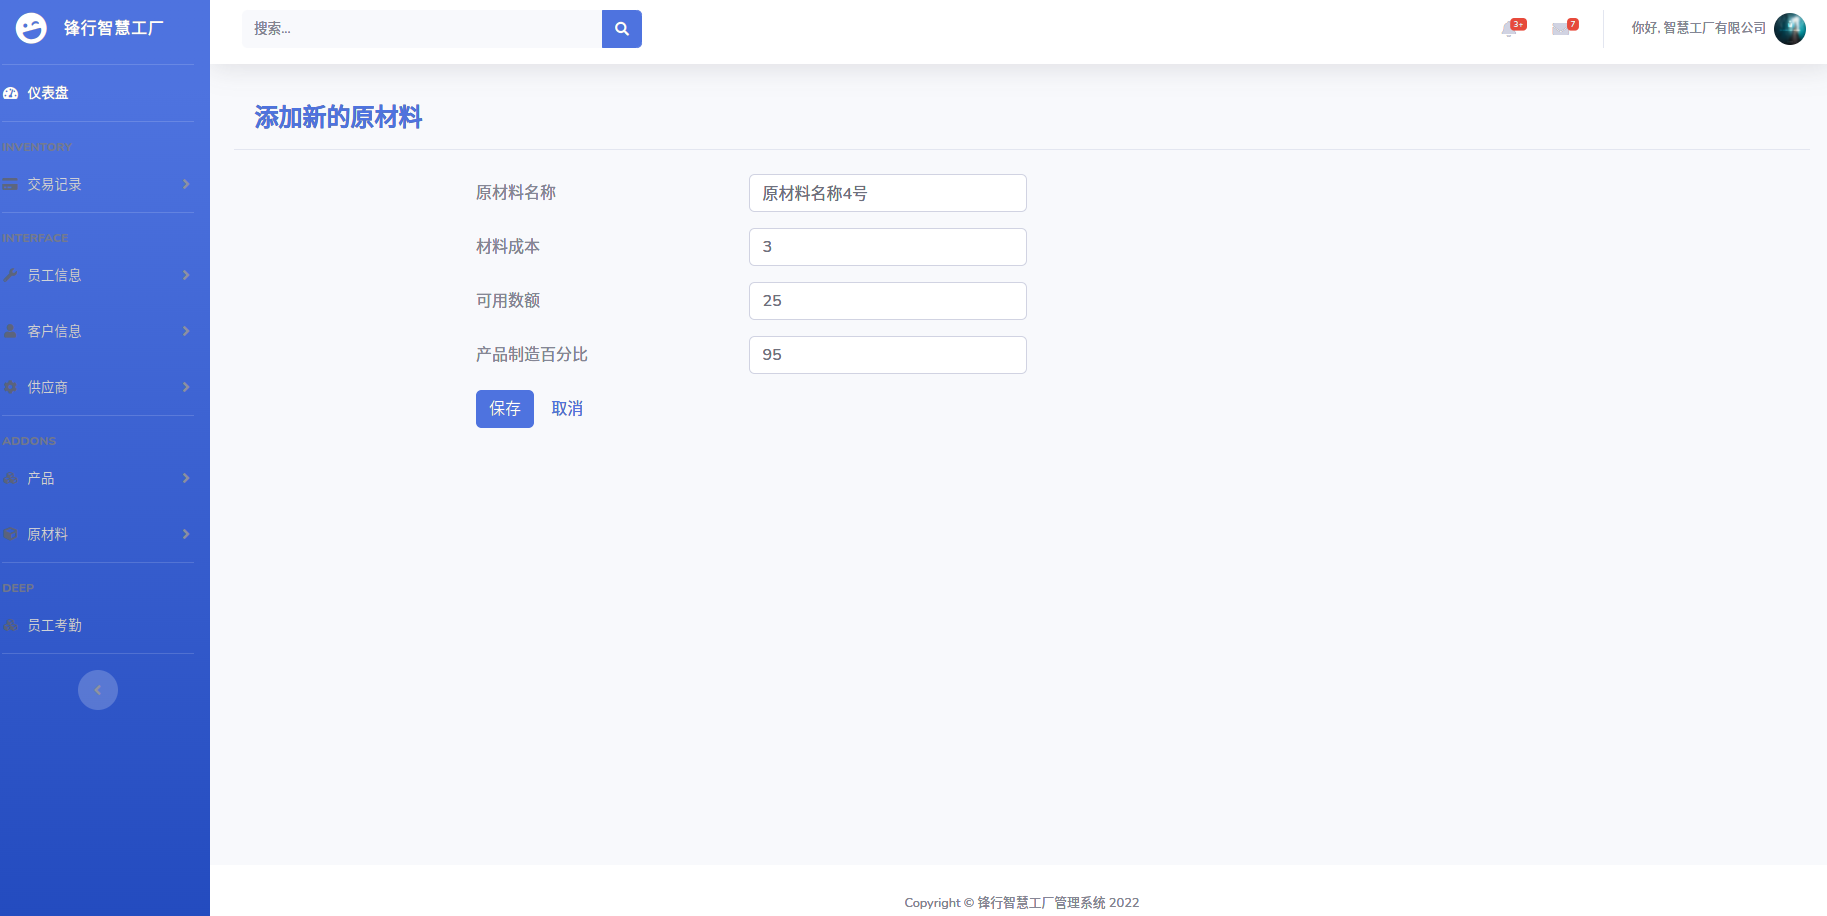 锋行智慧工厂
搜索...
3+
7
你好, 智慧工厂有限公司
仪表盘
INVENTORY
交易记录
INTERFACE
员工信息
客户信息
供应商
ADDONS
产品
原材料
DEEP
员工考勤
添加新的原材料
原材料名称
原材料名称4号
材料成本
3
可用数额
25
产品制造百分比
95
保存
取消
Copyright © 锋行智慧工厂管理系统 2022